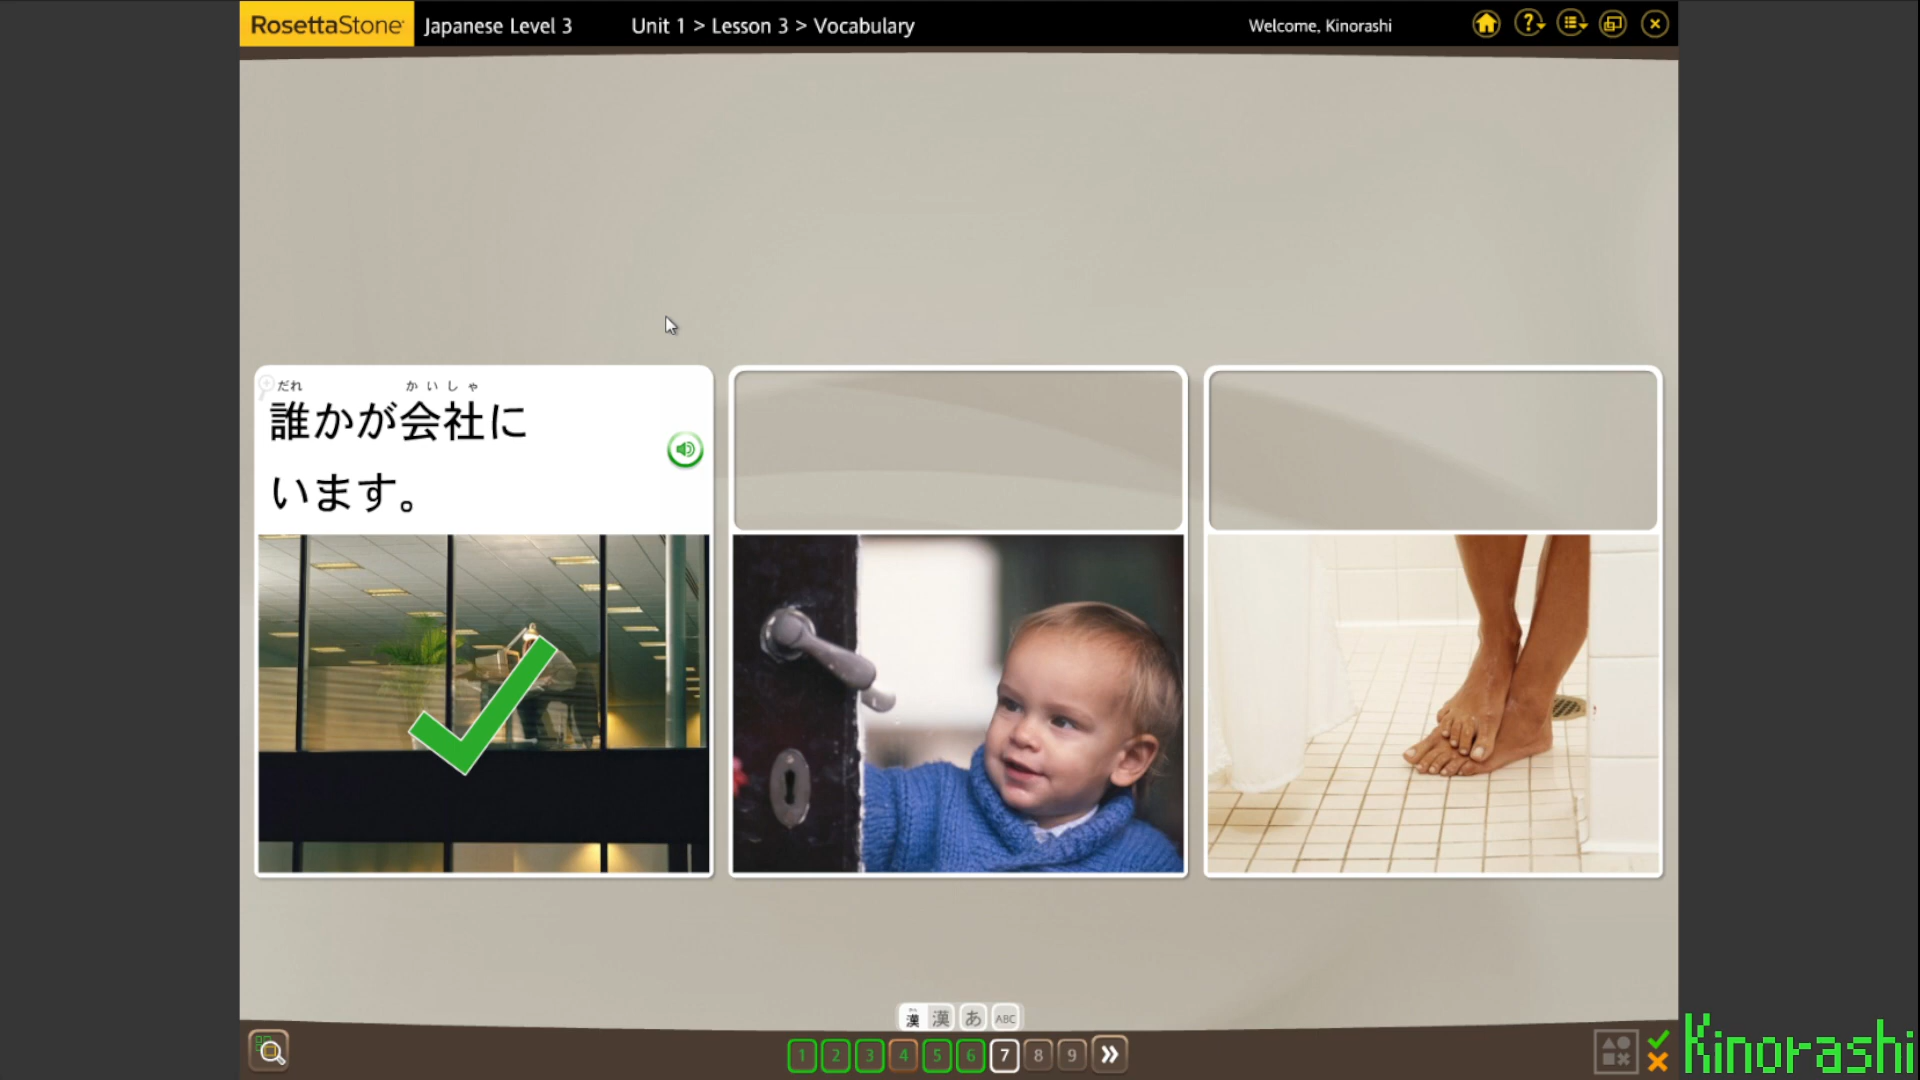 RosettaStone
Japanese Level 3
Unit 1 > Lesson 3 > Vocabulary
Welcome, Kinorashi
だれ かいしゃ
誰かが会社に
います。
漢 漢 あ ABC
1 2 3 4 5 6 7 8 9
Kinorashi